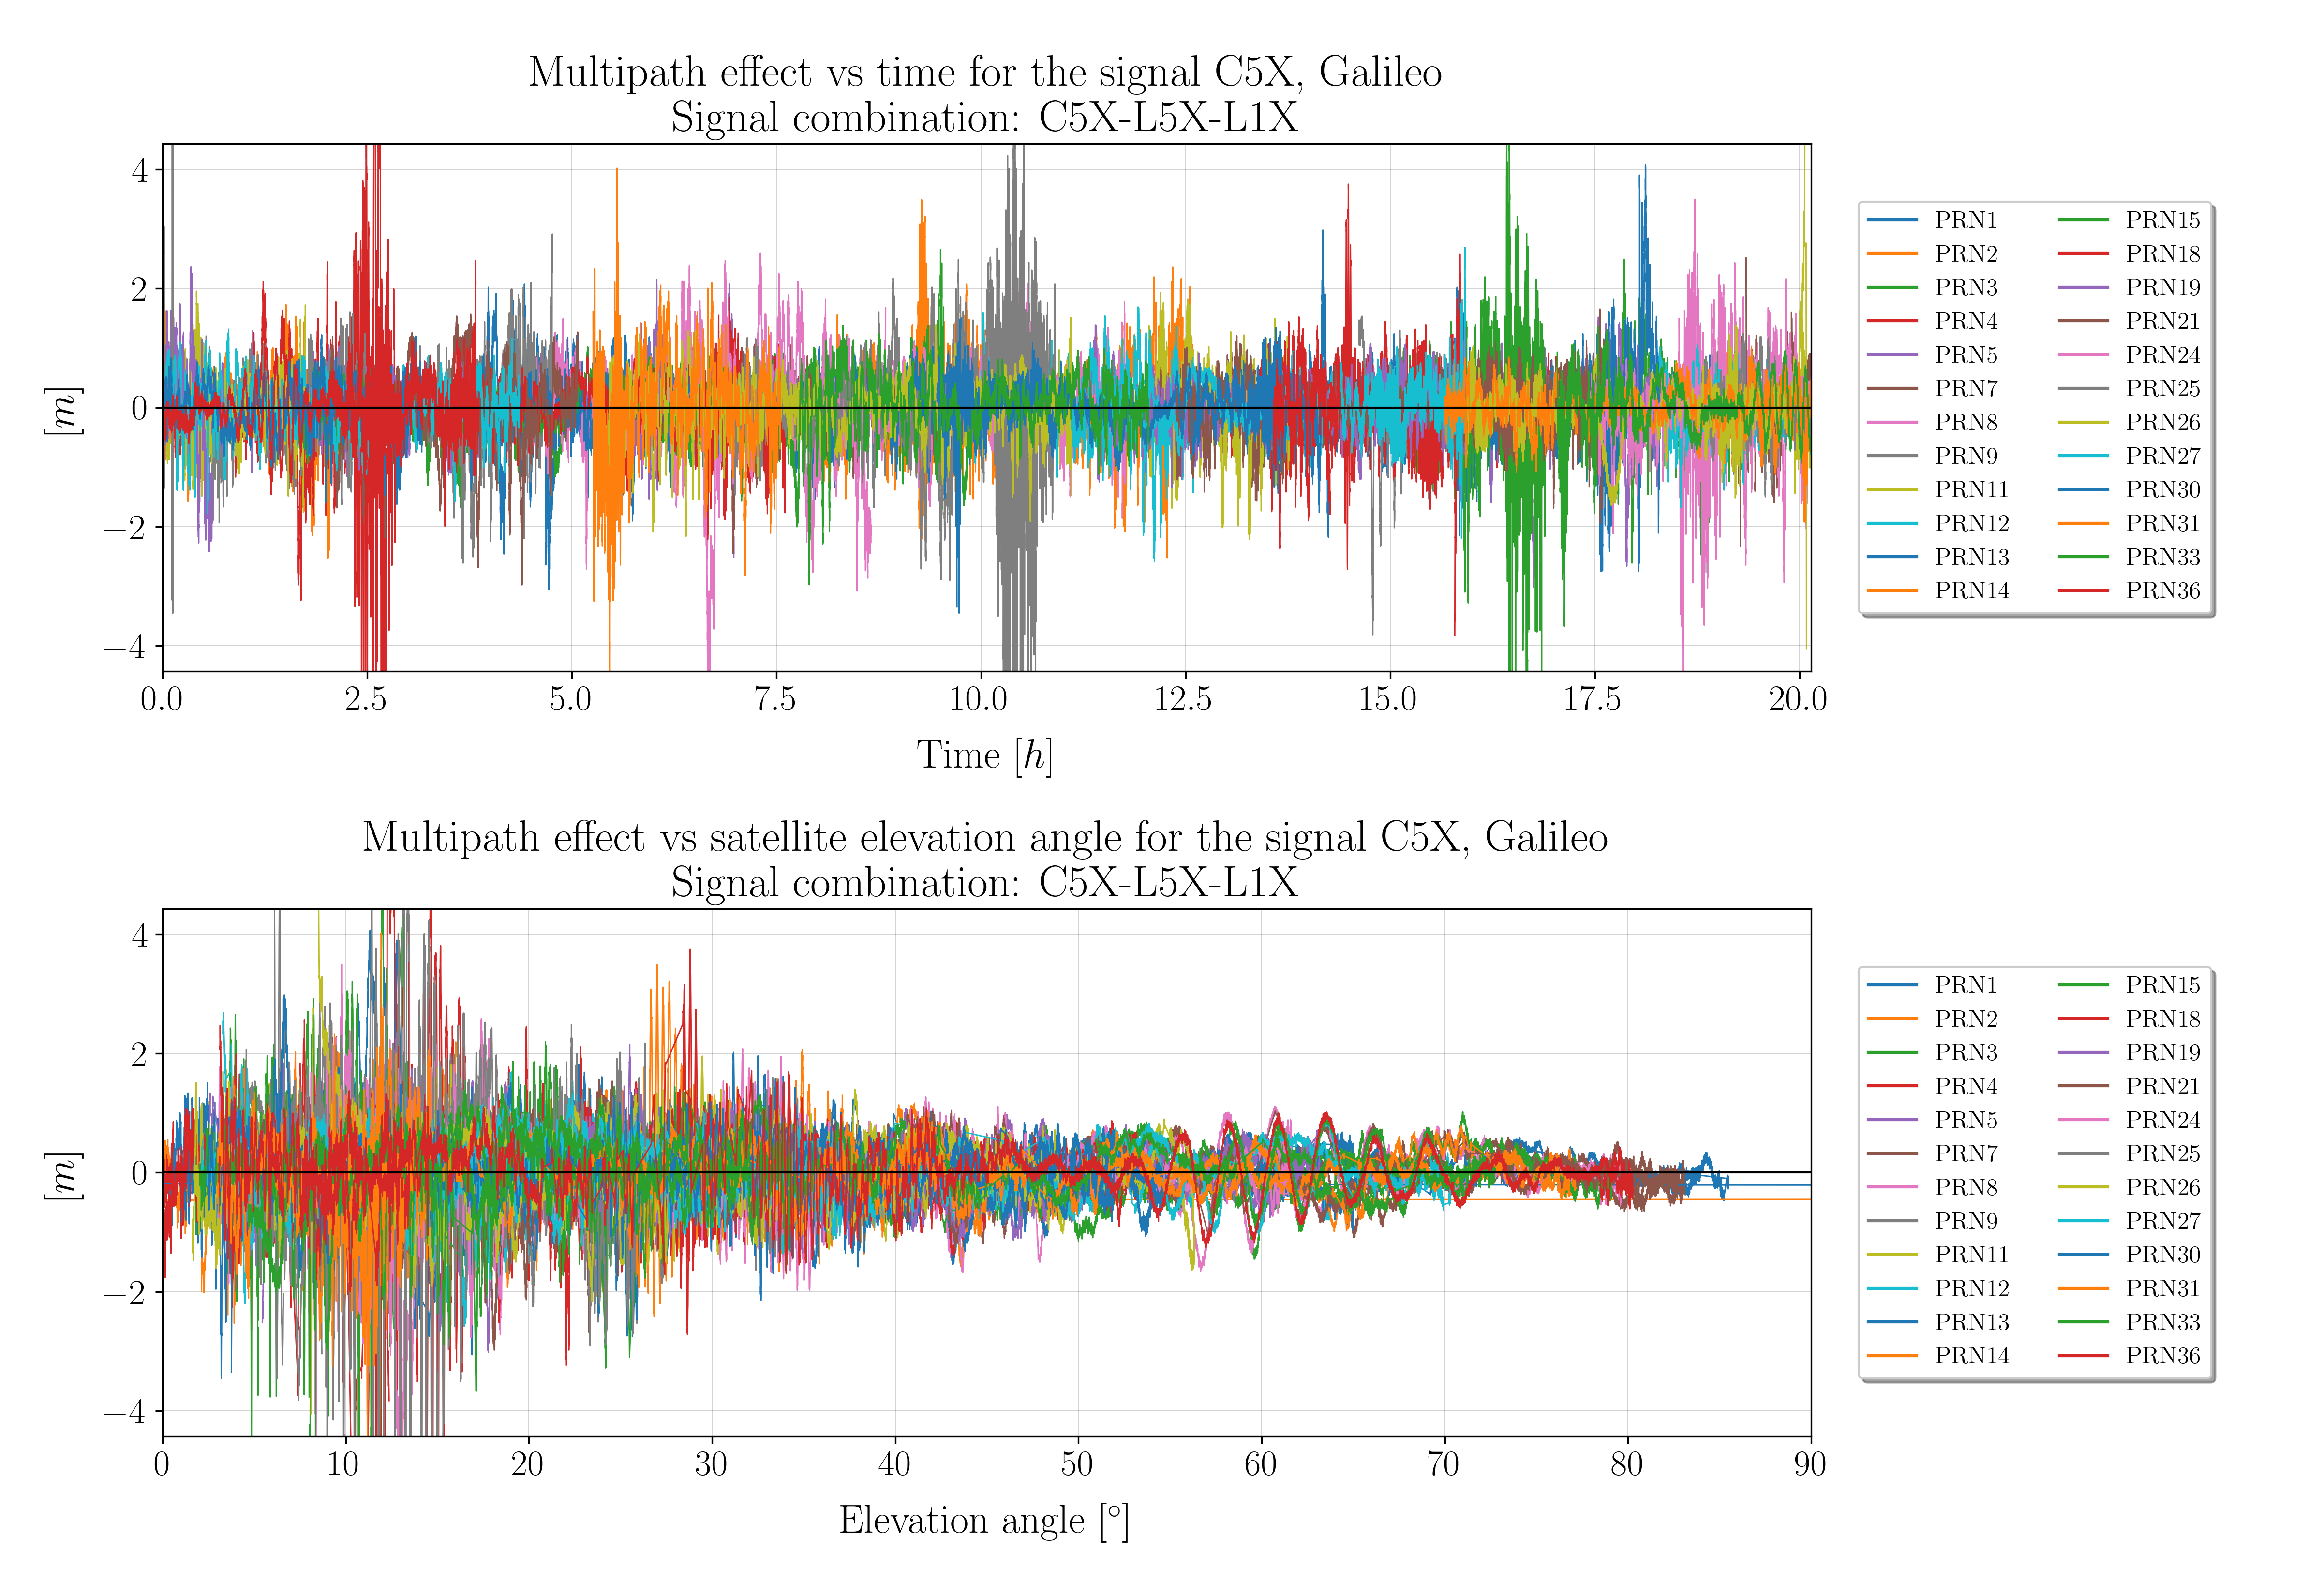 Multipath effect vs time for the signal C5X, Galileo
Signal combination: C5X-L5X-L1X
4
2
0
−2
−4
[m]
0.0 2.5 5.0 7.5 10.0 12.5 15.0 17.5 20.0
Time [h]
PRN1 PRN15
PRN2 PRN18
PRN3 PRN19
PRN4 PRN21
PRN5 PRN24
PRN7 PRN25
PRN8 PRN26
PRN9 PRN27
PRN11 PRN30
PRN12 PRN31
PRN13 PRN33
PRN14 PRN36
Multipath effect vs satellite elevation angle for the signal C5X, Galileo
Signal combination: C5X-L5X-L1X
4
2
0
−2
−4
[m]
0 10 20 30 40 50 60 70 80 90
Elevation angle [°]
PRN1 PRN15
PRN2 PRN18
PRN3 PRN19
PRN4 PRN21
PRN5 PRN24
PRN7 PRN25
PRN8 PRN26
PRN9 PRN27
PRN11 PRN30
PRN12 PRN31
PRN13 PRN33
PRN14 PRN36